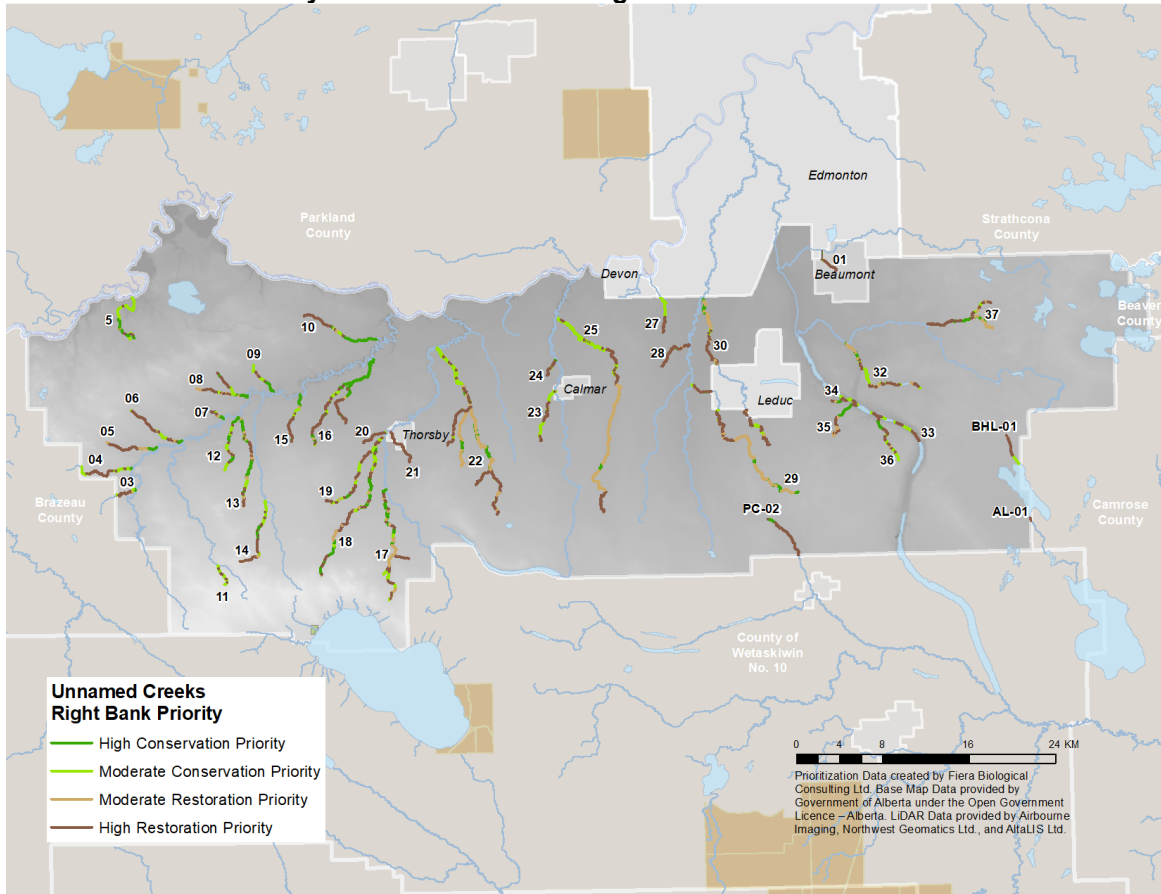 Edmonton
Parkland
County
Strathcona
County
01
Beaumont
Devon
Beaver
County
5
10
25
27
37
09
28
30
08
24
Calmar
32
06
07
23
Leduc
34
05
15
16
20
Thorsby
35
33
BHL-01
04
12
21
22
36
03
19
29
Brazeau
County
13
PC-02
AL-01
Camrose
County
14
18
17
11
County of
Wetaskiwin
No. 10
Unnamed Creeks
Right Bank Priority
High Conservation Priority
Moderate Conservation Priority
Moderate Restoration Priority
High Restoration Priority
0 4 8 16 24 KM
Prioritization Data created by Fiera Biological
Consulting Ltd. Base Map Data provided by
Government of Alberta under the Open Government
Licence – Alberta. LiDAR Data provided by Airbourne
Imaging, Northwest Geomatics Ltd., and AltaLIS Ltd.